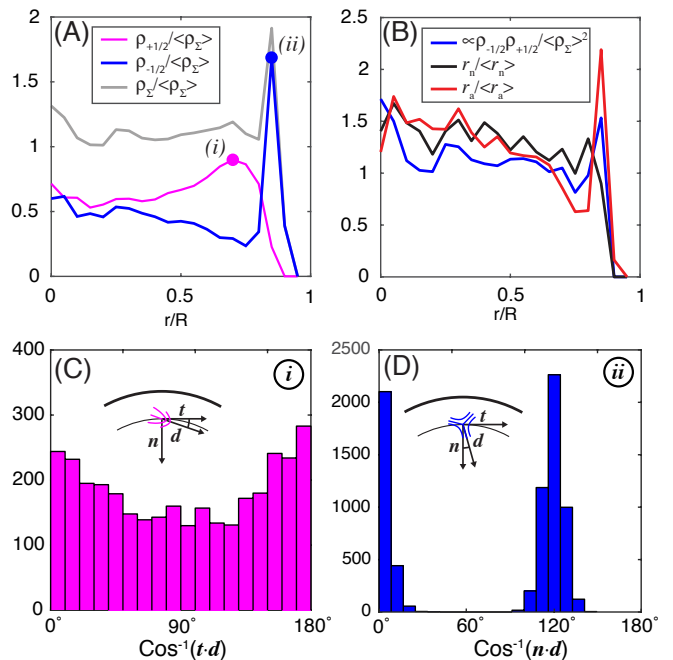 (A)
ρ+1/2/<ρΣ>
ρ-1/2/<ρΣ>
ρΣ/<ρΣ>
(i)
(ii)
2
1.5
1
0.5
0
0
0.5
1
r/R
(B)
∝ρ-1/2ρ+1/2/<ρΣ>²
rn/<rn>
ra/<ra>
2.5
2
1.5
1
0.5
0
0
0.5
1
r/R
(C)
i
t
n
d
400
300
200
100
0
0°
90°
180°
Cos⁻¹(t·d)
(D)
ii
t
n
d
2500
2000
1500
1000
500
0
0°
60°
120°
180°
Cos⁻¹(n·d)